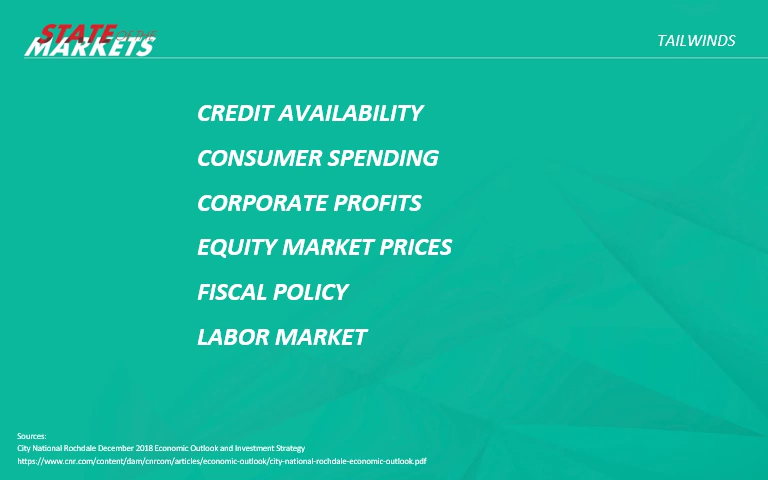 STATE OF THE
MARKETS
TAILWINDS
CREDIT AVAILABILITY
CONSUMER SPENDING
CORPORATE PROFITS
EQUITY MARKET PRICES
FISCAL POLICY
LABOR MARKET
Sources:
City National Rochdale December 2018 Economic Outlook and Investment Strategy
https://www.cnr.com/content/dam/cnrcom/articles/economic-outlook/city-national-rochdale-economic-outlook.pdf